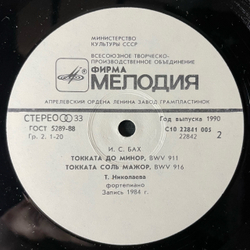 МИНИСТЕРСТВО
КУЛЬТУРЫ СССР
ВСЕСОЮЗНОЕ ТВОРЧЕСКО-
ПРОИЗВОДСТВЕННОЕ ОБЪЕДИНЕНИЕ
ФИРМА
МЕЛОДИЯ
АПРЕЛЕВСКИЙ ОРДЕНА ЛЕНИНА ЗАВОД ГРАМПЛАСТИНОК
СТЕРЕО 33
Год выпуска 1990
ГОСТ 5289-88
С10 22841 005
Гр. 2. 1-20
22842 2
И. С. БАХ
ТОККАТА ДО МИНОР, BWV 911
ТОККАТА СОЛЬ МАЖОР, BWV 916
Т. Николаева
фортепиано
Запись 1984 г.